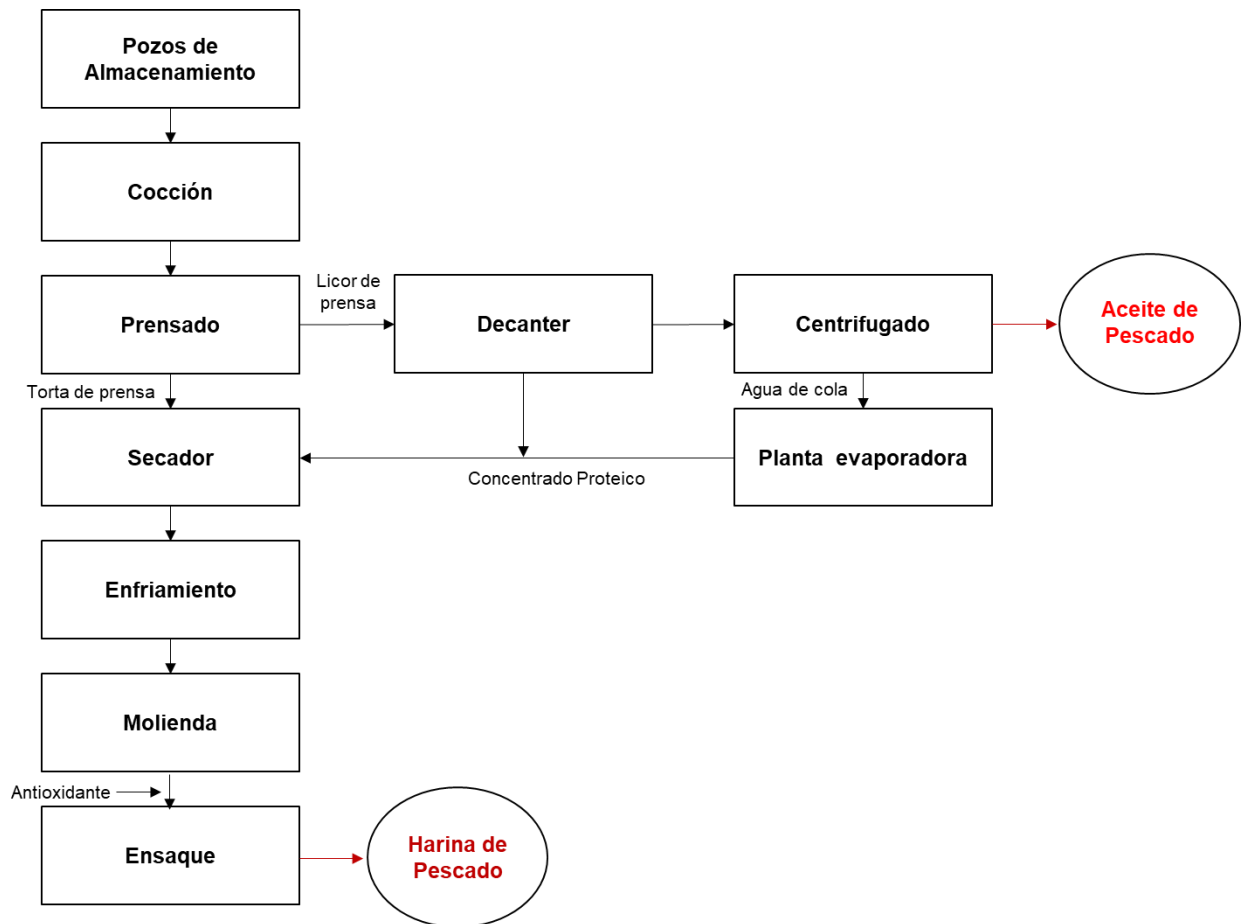 Pozos de
Almacenamiento
Cocción
Prensado
Licor de
prensa
Decanter
Centrifugado
Aceite de
Pescado
Torta de prensa
Agua de cola
Secador
Concentrado Proteico
Planta evaporadora
Enfriamiento
Molienda
Antioxidante
Ensaque
Harina de
Pescado